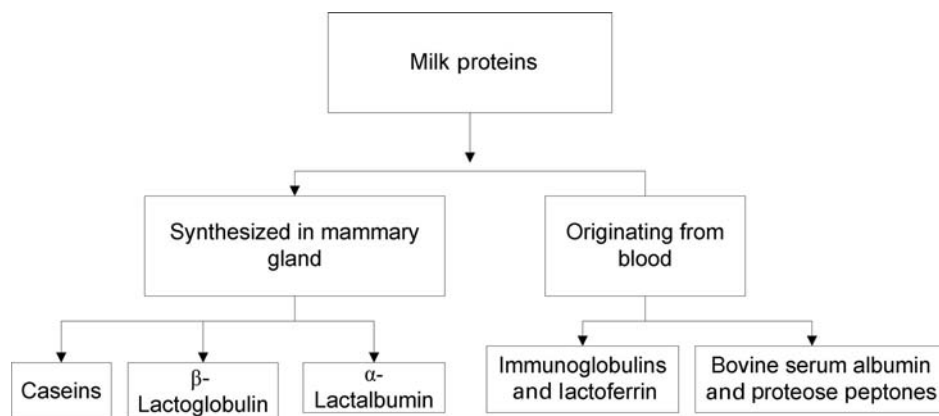 Milk proteins
Synthesized in mammary
gland
Originating from
blood
Caseins
β-
Lactoglobulin
α-
Lactalbumin
Immunoglobulins
and lactoferrin
Bovine serum albumin
and proteose peptones